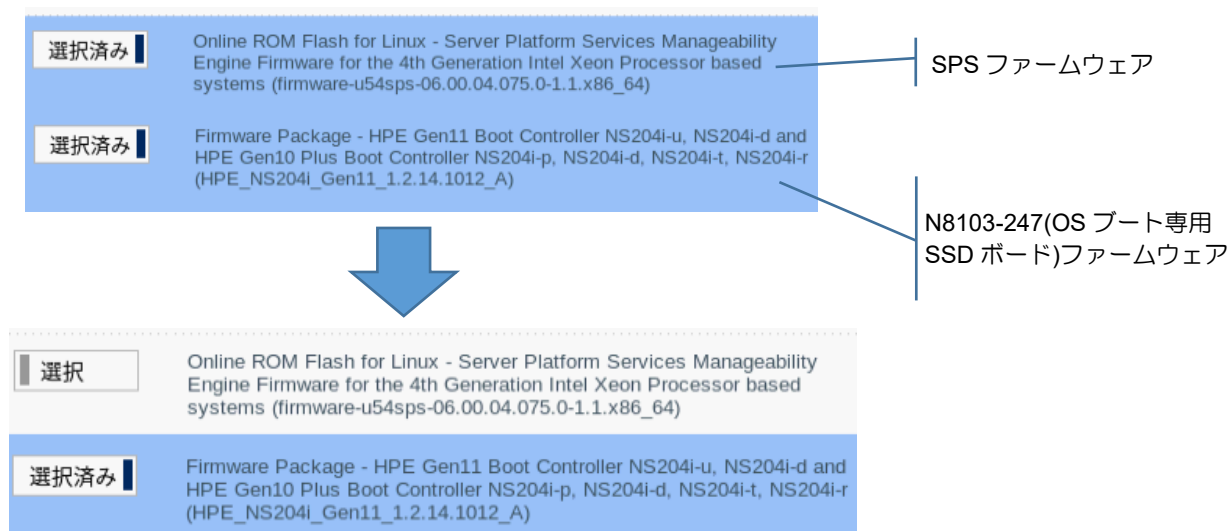 選択済み
Online ROM Flash for Linux - Server Platform Services Manageability
Engine Firmware for the 4th Generation Intel Xeon Processor based
systems (firmware-u54sps-06.00.04.075.0-1.1.x86_64)
SPS ファームウェア
選択済み
Firmware Package - HPE Gen11 Boot Controller NS204i-u, NS204i-d and
HPE Gen10 Plus Boot Controller NS204i-p, NS204i-d, NS204i-t, NS204i-r
(HPE_NS204i_Gen11_1.2.14.1012_A)
N8103-247(OS ブート専用
SSD ボード)ファームウェア
選択
Online ROM Flash for Linux - Server Platform Services Manageability
Engine Firmware for the 4th Generation Intel Xeon Processor based
systems (firmware-u54sps-06.00.04.075.0-1.1.x86_64)
選択済み
Firmware Package - HPE Gen11 Boot Controller NS204i-u, NS204i-d and
HPE Gen10 Plus Boot Controller NS204i-p, NS204i-d, NS204i-t, NS204i-r
(HPE_NS204i_Gen11_1.2.14.1012_A)